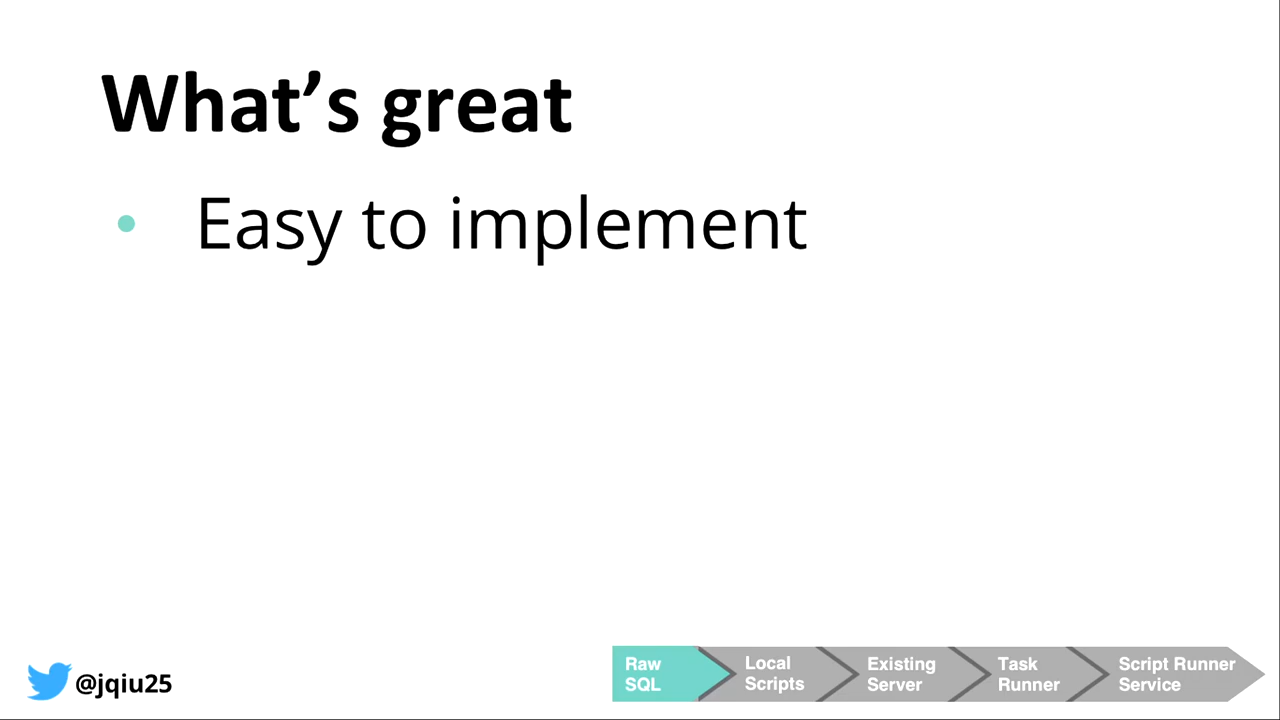 What’s great
• Easy to implement
@jqiu25
Raw
SQL
Local
Scripts
Existing
Server
Task
Runner
Script Runner
Service